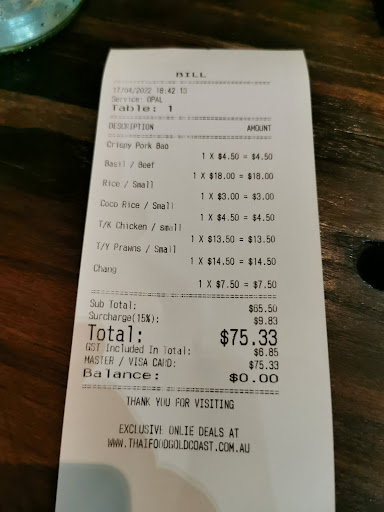 BILL
17/04/2022 18:42:13
Service: OPAL
Table: 1
DESCRIPTION AMOUNT
Crispy Pork Bao
1 X $4.50 = $4.50
Basil / Beef
1 X $18.00 = $18.00
Rice / Small
1 X $3.00 = $3.00
Coco Rice / Small
1 X $4.50 = $4.50
T/K Chicken / small
1 X $13.50 = $13.50
T/Y Prawns / Small
1 X $14.50 = $14.50
Chang
1 X $7.50 = $7.50
Sub Total: $65.50
Surcharge(15%): $9.83
Total: $75.33
GST Included In Total: $6.85
MASTER / VISA CARD: $75.33
Balance: $0.00
THANK YOU FOR VISITING
EXCLUSIVE ONLIE DEALS AT
WWW.THAIFOODGOLDCOAST.COM.AU